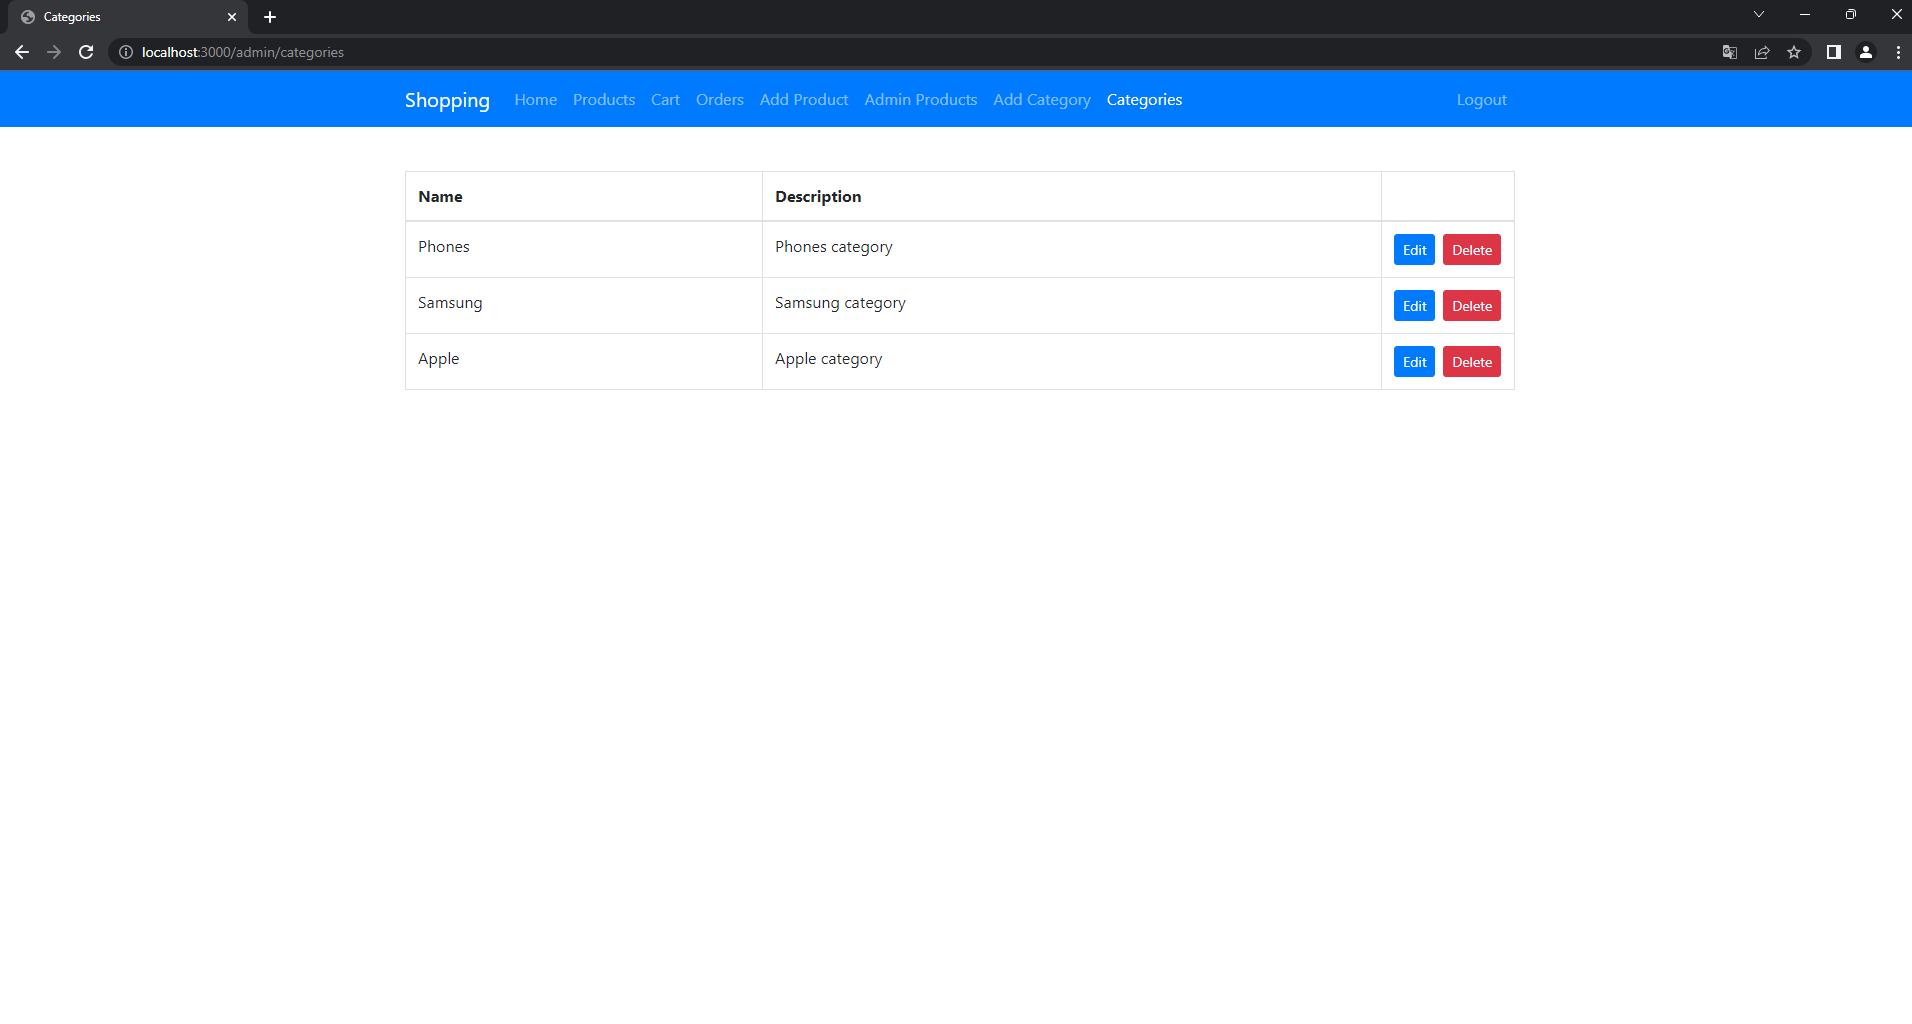 Categories
localhost:3000/admin/categories
Shopping Home Products Cart Orders Add Product Admin Products Add Category Categories Logout
Name Description
Phones Phones category Edit Delete
Samsung Samsung category Edit Delete
Apple Apple category Edit Delete